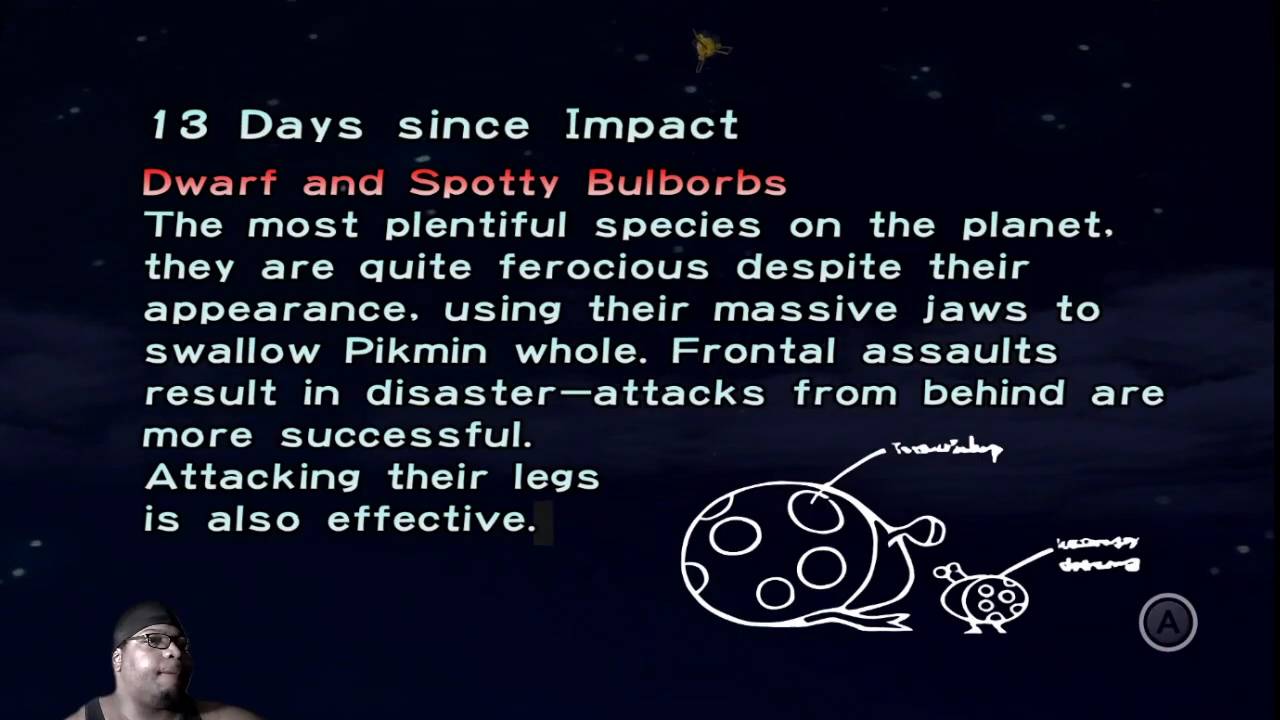 13 Days since Impact
Dwarf and Spotty Bulborbs
The most plentiful species on the planet,
they are quite ferocious despite their
appearance, using their massive jaws to
swallow Pikmin whole. Frontal assaults
result in disaster—attacks from behind are
more successful.
Attacking their legs
is also effective.
A